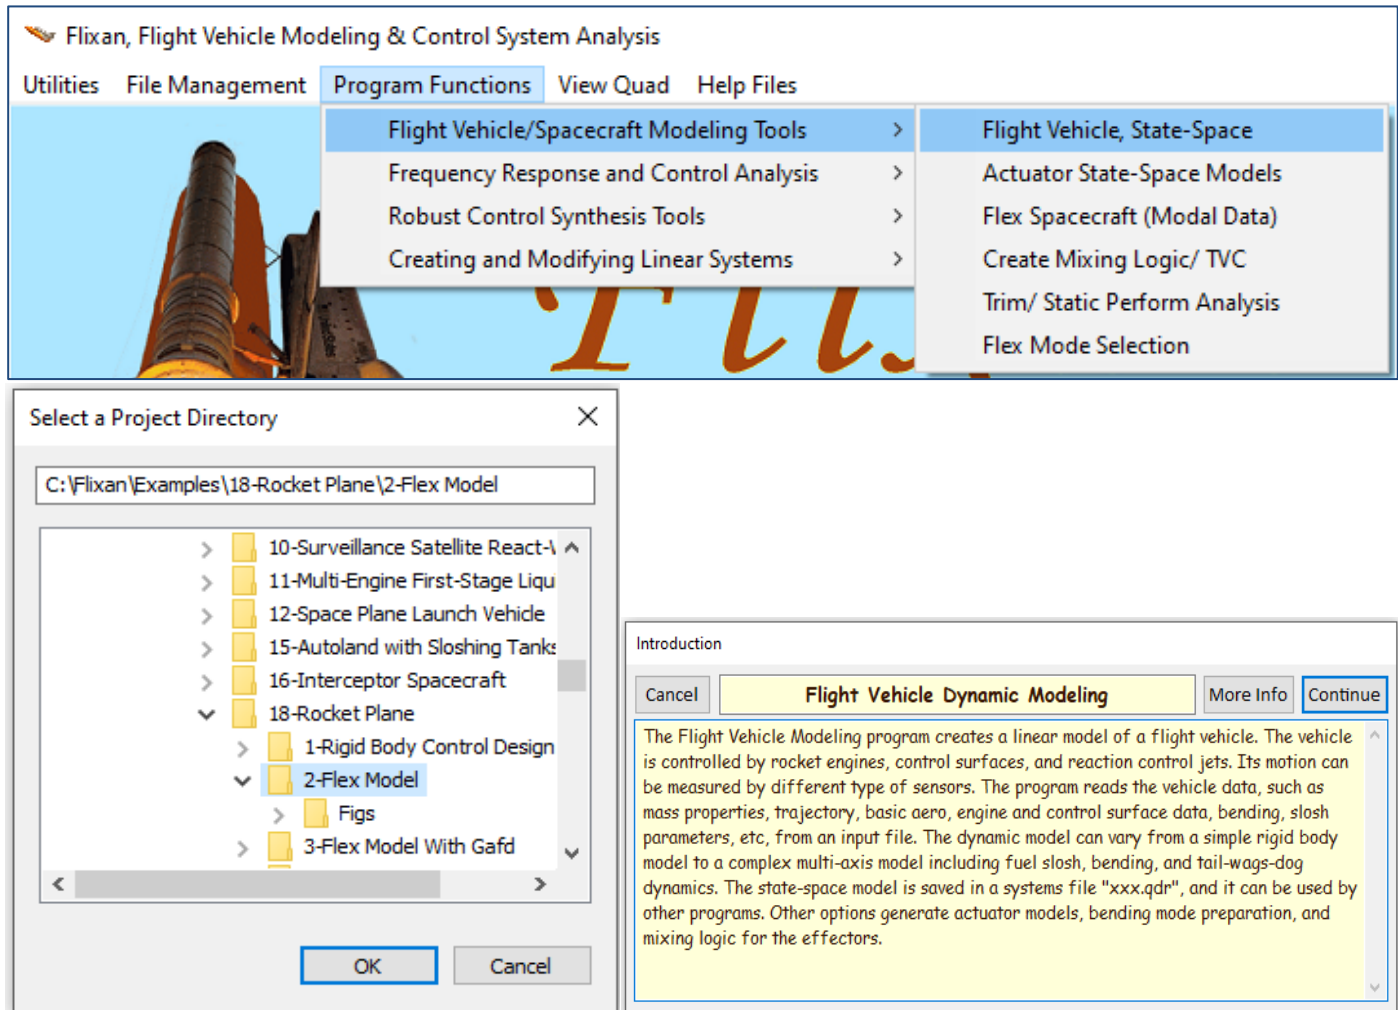 Flixan, Flight Vehicle Modeling & Control System Analysis
Utilities File Management Program Functions View Quad Help Files
Flight Vehicle/Spacecraft Modeling Tools
Frequency Response and Control Analysis
Robust Control Synthesis Tools
Creating and Modifying Linear Systems
Flight Vehicle, State-Space
Actuator State-Space Models
Flex Spacecraft (Modal Data)
Create Mixing Logic/ TVC
Trim/ Static Perform Analysis
Flex Mode Selection
Select a Project Directory
C:\Flixan\Examples\18-Rocket Plane\2-Flex Model
10-Surveillance Satellite React-
11-Multi-Engine First-Stage Liqu
12-Space Plane Launch Vehicle
15-Autoland with Sloshing Tanks
16-Interceptor Spacecraft
18-Rocket Plane
1-Rigid Body Control Design
2-Flex Model
Figs
3-Flex Model With Gafd
OK Cancel
Introduction
Cancel Flight Vehicle Dynamic Modeling More Info Continue
The Flight Vehicle Modeling program creates a linear model of a flight vehicle. The vehicle
is controlled by rocket engines, control surfaces, and reaction control jets. Its motion can
be measured by different type of sensors. The program reads the vehicle data, such as
mass properties, trajectory, basic aero, engine and control surface data, bending, slosh
parameters, etc, from an input file. The dynamic model can vary from a simple rigid body
model to a complex multi-axis model including fuel slosh, bending, and tail-wags-dog
dynamics. The state-space model is saved in a systems file "xxx.qdr", and it can be used by
other programs. Other options generate actuator models, bending mode preparation, and
mixing logic for the effectors.